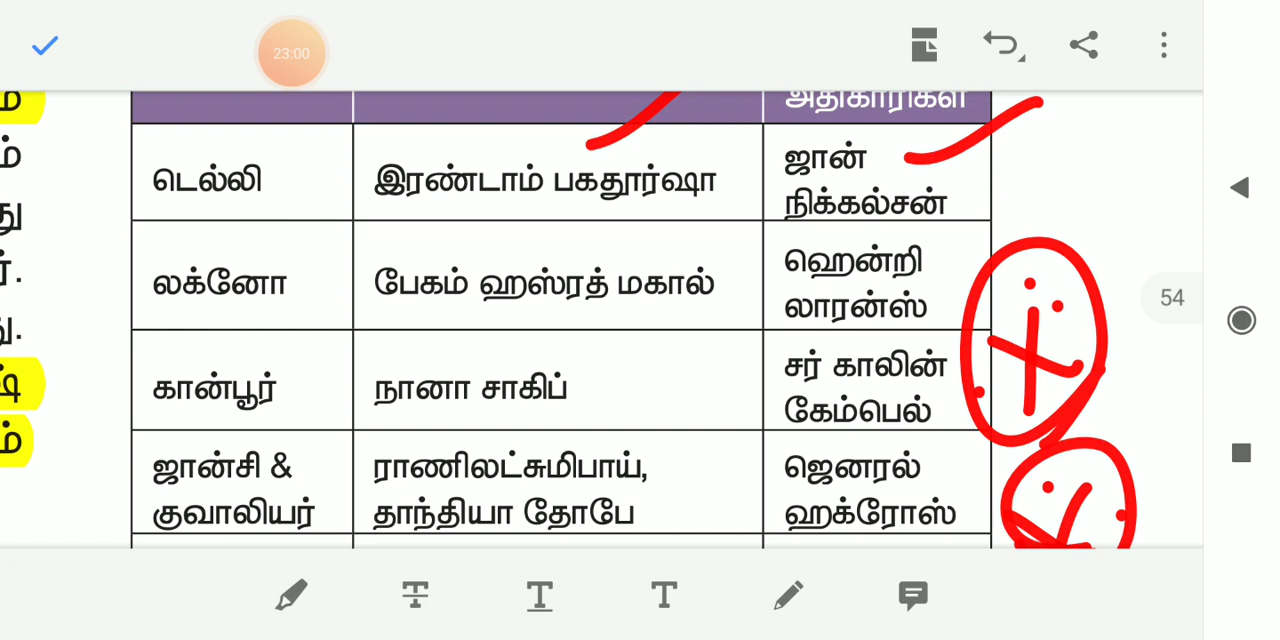 23:00
அதிகாரிகள்
டெல்லி
இரண்டாம் பகதூர்ஷா
ஜான்
நிக்கல்சன்
லக்னோ
பேகம் ஹஸ்ரத் மகால்
ஹென்றி
லாரன்ஸ்
கான்பூர்
நானா சாகிப்
சர் காலின்
கேம்பெல்
ஜான்சி &
குவாலியர்
ராணிலட்சுமிபாய்,
தாந்தியா தோபே
ஜெனரல்
ஹக்ரோஸ்
54